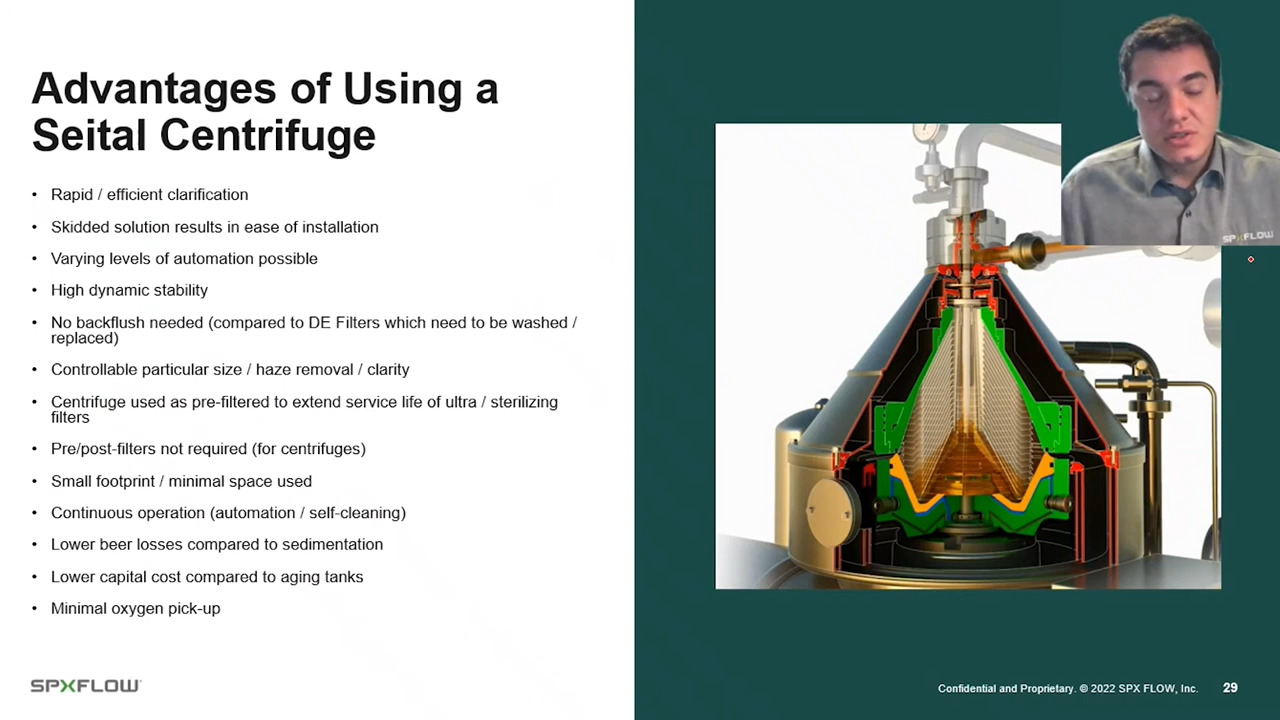 Advantages of Using a
Seital Centrifuge
• Rapid / efficient clarification
• Skidded solution results in ease of installation
• Varying levels of automation possible
• High dynamic stability
• No backflush needed (compared to DE Filters which need to be washed /
replaced)
• Controllable particular size / haze removal / clarity
• Centrifuge used as pre-filtered to extend service life of ultra / sterilizing
filters
• Pre/post-filters not required (for centrifuges)
• Small footprint / minimal space used
• Continuous operation (automation / self-cleaning)
• Lower beer losses compared to sedimentation
• Lower capital cost compared to aging tanks
• Minimal oxygen pick-up
SPXFLOW
SPXFLOW
Confidential and Proprietary. © 2022 SPX FLOW, Inc. 29